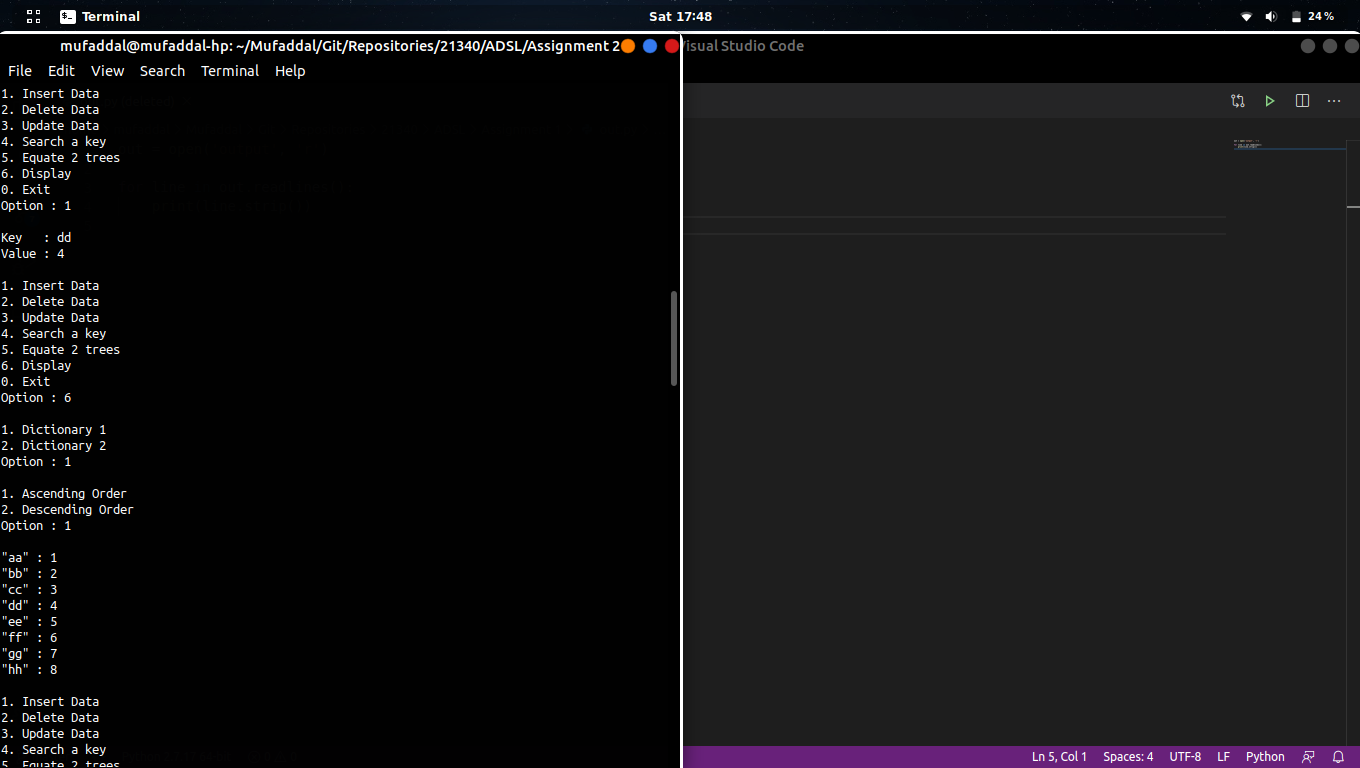 Terminal
Sat 17:48
24 %
mufaddal@mufaddal-hp: ~/Mufaddal/Git/Repositories/21340/ADSL/Assignment 2
Visual Studio Code
File Edit View Search Terminal Help
1. Insert Data
2. Delete Data
3. Update Data
4. Search a key
5. Equate 2 trees
6. Display
0. Exit
Option : 1
Key : dd
Value : 4
1. Insert Data
2. Delete Data
3. Update Data
4. Search a key
5. Equate 2 trees
6. Display
0. Exit
Option : 6
1. Dictionary 1
2. Dictionary 2
Option : 1
1. Ascending Order
2. Descending Order
Option : 1
"aa" : 1
"bb" : 2
"cc" : 3
"dd" : 4
"ee" : 5
"ff" : 6
"gg" : 7
"hh" : 8
1. Insert Data
2. Delete Data
3. Update Data
4. Search a key
5. Equate 2 trees
Ln 5, Col 1 Spaces: 4 UTF-8 LF Python